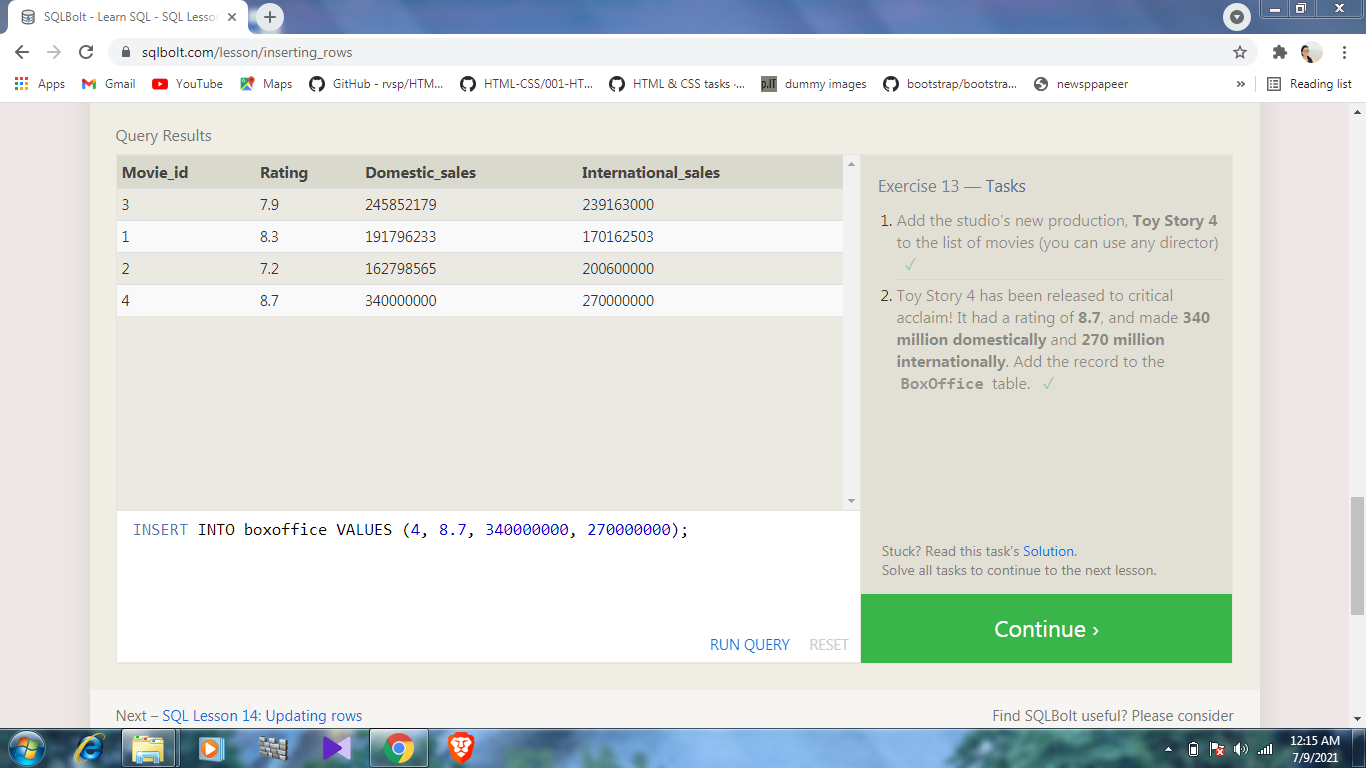 SQLBolt - Learn SQL - SQL Lesson
sqlbolt.com/lesson/inserting_rows
Apps Gmail YouTube Maps GitHub - rvsp/HTM... HTML-CSS/001-HT... HTML & CSS tasks -... dummy images bootstrap/bootstra... newsppapeer » Reading list
Query Results
Movie_id Rating Domestic_sales International_sales
3 7.9 245852179 239163000
1 8.3 191796233 170162503
2 7.2 162798565 200600000
4 8.7 340000000 270000000
INSERT INTO boxoffice VALUES (4, 8.7, 340000000, 270000000);
RUN QUERY RESET
Exercise 13 — Tasks
1. Add the studio's new production, Toy Story 4
to the list of movies (you can use any director)
✓
2. Toy Story 4 has been released to critical
acclaim! It had a rating of 8.7, and made 340
million domestically and 270 million
internationally. Add the record to the
BoxOffice table. ✓
Stuck? Read this task's Solution.
Solve all tasks to continue to the next lesson.
Continue ›
Next – SQL Lesson 14: Updating rows
Find SQLBolt useful? Please consider
12:15 AM
7/9/2021